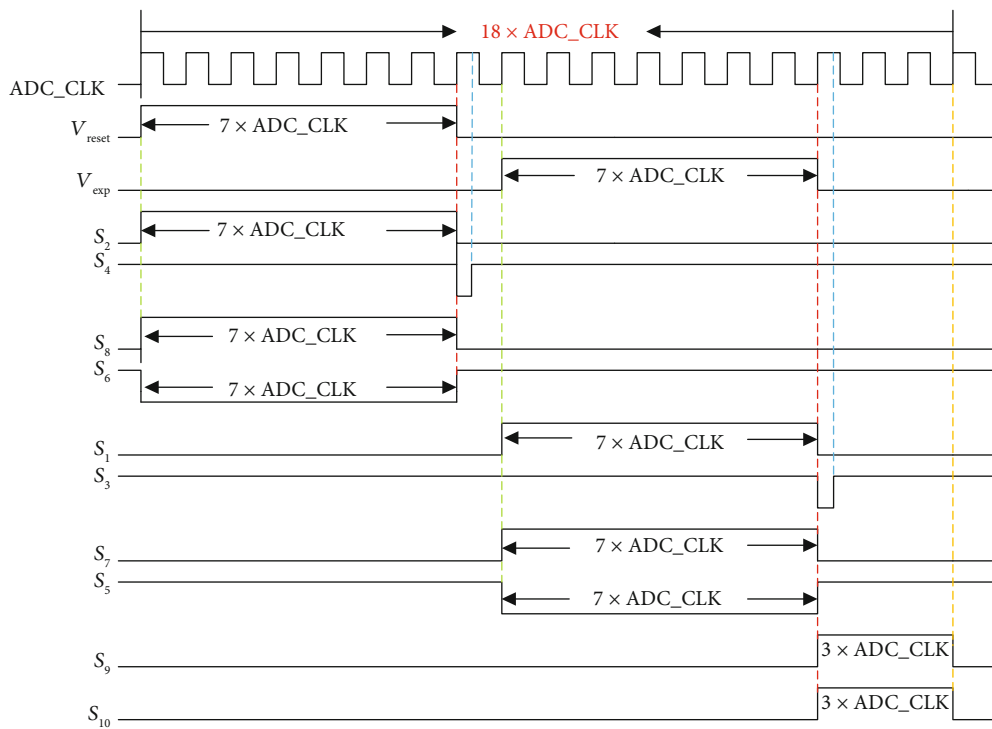 18 × ADC_CLK
ADC_CLK
V_reset 7 × ADC_CLK
V_exp 7 × ADC_CLK
S_2 7 × ADC_CLK
S_4
S_8 7 × ADC_CLK
S_6 7 × ADC_CLK
S_1 7 × ADC_CLK
S_3
S_7 7 × ADC_CLK
S_5 7 × ADC_CLK
S_9 3 × ADC_CLK
S_10 3 × ADC_CLK